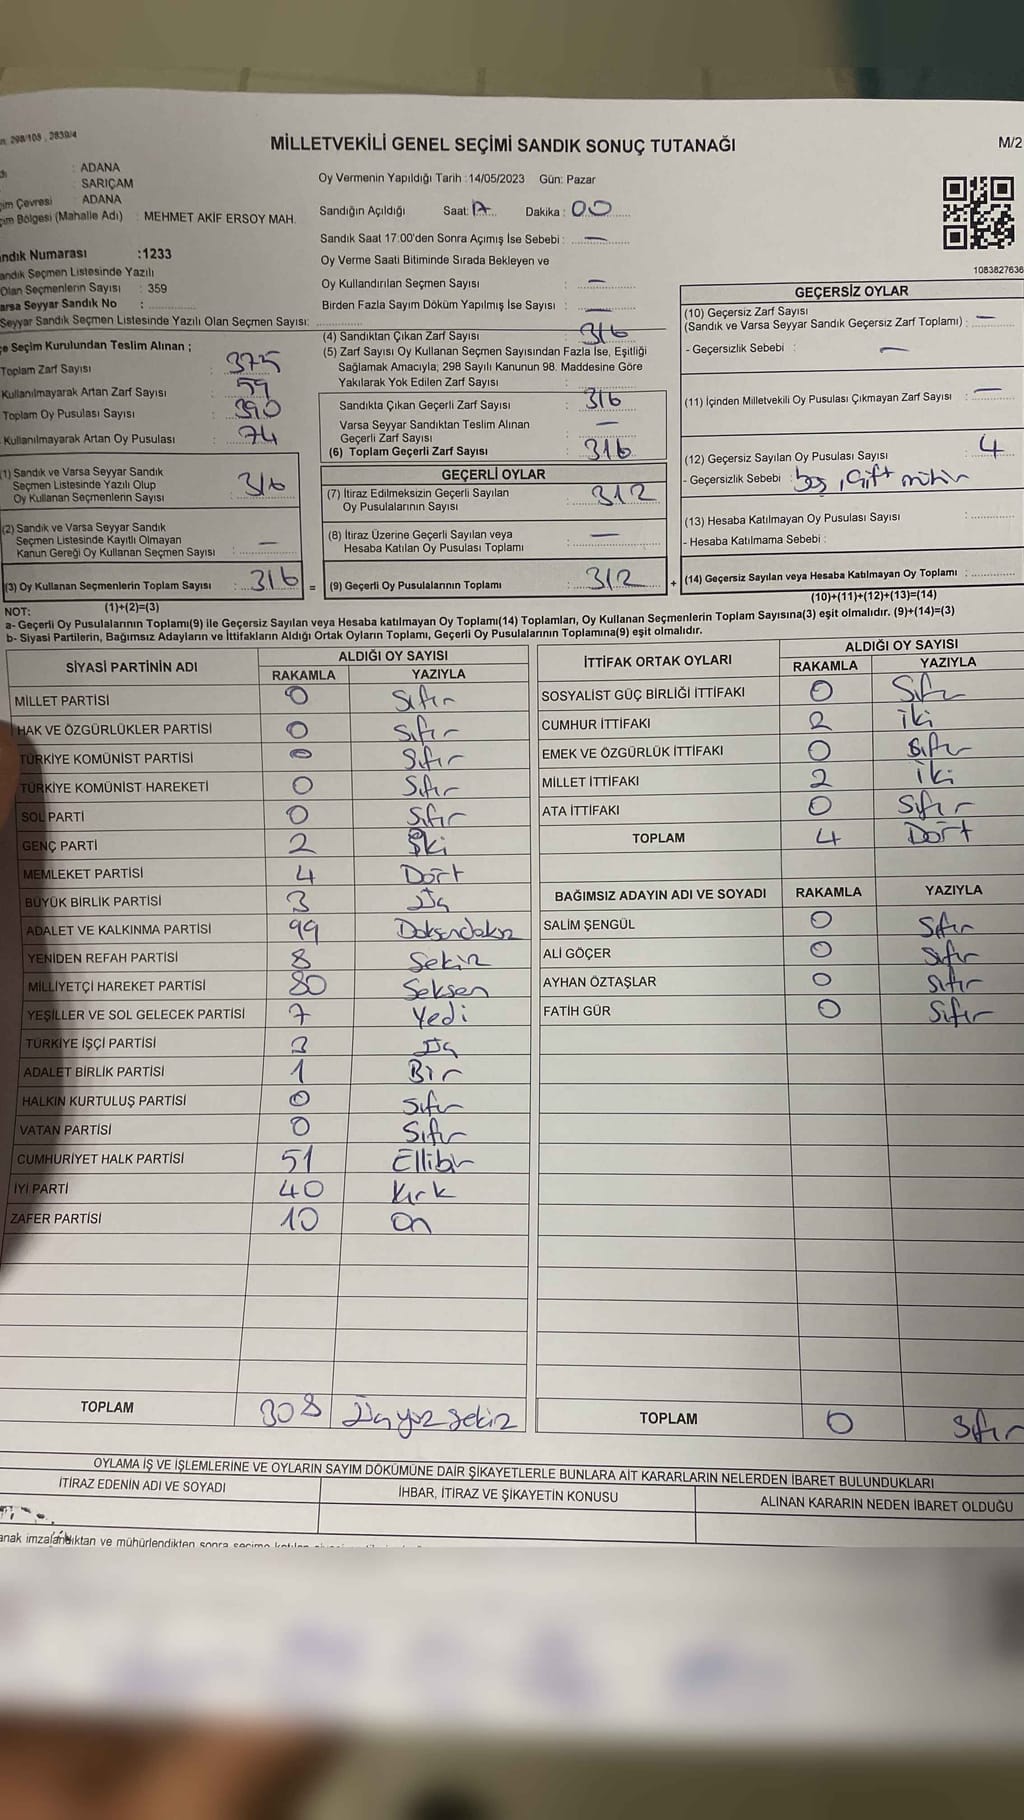 298/108 , 2839/4
MİLLETVEKİLİ GENEL SEÇİMİ SANDIK SONUÇ TUTANAĞI
M/2
: ADANA
: SARIÇAM
çim Çevresi : ADANA
çim Bölgesi (Mahalle Adı) : MEHMET AKİF ERSOY MAH.
Oy Vermenin Yapıldığı Tarih :14/05/2023 Gün: Pazar
Sandığın Açıldığı Saat: 17 Dakika : 00
Sandık Saat 17:00'den Sonra Açımış İse Sebebi : —
Oy Verme Saati Bitiminde Sırada Bekleyen ve
Oy Kullandırılan Seçmen Sayısı : —
Birden Fazla Sayım Döküm Yapılmış İse Sayısı : —
1083827636
andık Numarası :1233
andık Seçmen Listesinde Yazılı
Olan Seçmenlerin Sayısı : 359
arsa Seyyar Sandık No :
Seyyar Sandık Seçmen Listesinde Yazılı Olan Seçmen Sayısı:
e Seçim Kurulundan Teslim Alınan ;
Toplam Zarf Sayısı : 375
Kullanılmayarak Artan Zarf Sayısı : 59
Toplam Oy Pusulası Sayısı : 390
Kullanılmayarak Artan Oy Pusulası : 74
(1) Sandık ve Varsa Seyyar Sandık
Seçmen Listesinde Yazılı Olup
Oy Kullanan Seçmenlerin Sayısı : 316
(2) Sandık ve Varsa Seyyar Sandık
Seçmen Listesinde Kayıtlı Olmayan
Kanun Gereği Oy Kullanan Seçmen Sayısı : —
(3) Oy Kullanan Seçmenlerin Toplam Sayısı : 316 =
(4) Sandıktan Çıkan Zarf Sayısı : 316
(5) Zarf Sayısı Oy Kullanan Seçmen Sayısından Fazla İse, Eşitliği
Sağlamak Amacıyla; 298 Sayılı Kanunun 98. Maddesine Göre
Yakılarak Yok Edilen Zarf Sayısı :
Sandıkta Çıkan Geçerli Zarf Sayısı : 316
Varsa Seyyar Sandıktan Teslim Alınan
Geçerli Zarf Sayısı : —
(6) Toplam Geçerli Zarf Sayısı : 316
GEÇERLİ OYLAR
(7) İtiraz Edilmeksizin Geçerli Sayılan
Oy Pusulalarının Sayısı : 312
(8) İtiraz Üzerine Geçerli Sayılan veya
Hesaba Katılan Oy Pusulası Toplamı : —
(9) Geçerli Oy Pusulalarının Toplamı : 312 +
GEÇERSİZ OYLAR
(10) Geçersiz Zarf Sayısı
(Sandık ve Varsa Seyyar Sandık Geçersiz Zarf Toplamı) : —
- Geçersizlik Sebebi : —
(11) İçinden Milletvekili Oy Pusulası Çıkmayan Zarf Sayısı : —
(12) Geçersiz Sayılan Oy Pusulası Sayısı : 4
- Geçersizlik Sebebi : boş , çift mühür
(13) Hesaba Katılmayan Oy Pusulası Sayısı :
- Hesaba Katılmama Sebebi :
(14) Geçersiz Sayılan veya Hesaba Katılmayan Oy Toplamı :
(10)+(11)+(12)+(13)=(14)
NOT: (1)+(2)=(3)
a- Geçerli Oy Pusulalarının Toplamı(9) ile Geçersiz Sayılan veya Hesaba katılmayan Oy Toplamı(14) Toplamları, Oy Kullanan Seçmenlerin Toplam Sayısına(3) eşit olmalıdır. (9)+(14)=(3)
b- Siyasi Partilerin, Bağımsız Adayların ve İttifakların Aldığı Ortak Oyların Toplamı, Geçerli Oy Pusulalarının Toplamına(9) eşit olmalıdır.
SİYASİ PARTİNİN ADI ALDIĞI OY SAYISI
RAKAMLA YAZIYLA
MİLLET PARTİSİ 0 Sıfır
HAK VE ÖZGÜRLÜKLER PARTİSİ 0 Sıfır
TÜRKİYE KOMÜNİST PARTİSİ 0 Sıfır
TÜRKİYE KOMÜNİST HAREKETİ 0 Sıfır
SOL PARTİ 0 Sıfır
GENÇ PARTİ 2 İki
MEMLEKET PARTİSİ 4 Dört
BÜYÜK BİRLİK PARTİSİ 3 Üç
ADALET VE KALKINMA PARTİSİ 99 Doksandokuz
YENİDEN REFAH PARTİSİ 8 Sekiz
MİLLİYETÇİ HAREKET PARTİSİ 80 Seksen
YEŞİLLER VE SOL GELECEK PARTİSİ 7 Yedi
TÜRKİYE İŞÇİ PARTİSİ 3 Üç
ADALET BİRLİK PARTİSİ 1 Bir
HALKIN KURTULUŞ PARTİSİ 0 Sıfır
VATAN PARTİSİ 0 Sıfır
CUMHURİYET HALK PARTİSİ 51 Ellibir
İYİ PARTİ 40 Kırk
ZAFER PARTİSİ 10 On
TOPLAM 308 Üçyüz sekiz
İTTİFAK ORTAK OYLARI ALDIĞI OY SAYISI
RAKAMLA YAZIYLA
SOSYALİST GÜÇ BİRLİĞİ İTTİFAKI 0 Sıfır
CUMHUR İTTİFAKI 2 İki
EMEK VE ÖZGÜRLÜK İTTİFAKI 0 Sıfır
MİLLET İTTİFAKI 2 İki
ATA İTTİFAKI 0 Sıfır
TOPLAM 4 Dört
BAĞIMSIZ ADAYIN ADI VE SOYADI RAKAMLA YAZIYLA
SALİM ŞENGÜL 0 Sıfır
ALİ GÖÇER 0 Sıfır
AYHAN ÖZTAŞLAR 0 Sıfır
FATİH GÜR 0 Sıfır
TOPLAM 0 Sıfır
OYLAMA İŞ VE İŞLEMLERİNE VE OYLARIN SAYIM DÖKÜMÜNE DAİR ŞİKAYETLERLE BUNLARA AİT KARARLARIN NELERDEN İBARET BULUNDUKLARI
İTİRAZ EDENİN ADI VE SOYADI İHBAR, İTİRAZ VE ŞİKAYETİN KONUSU ALINAN KARARIN NEDEN İBARET OLDUĞU
anak imzalandıktan ve mühürlendikten sonra